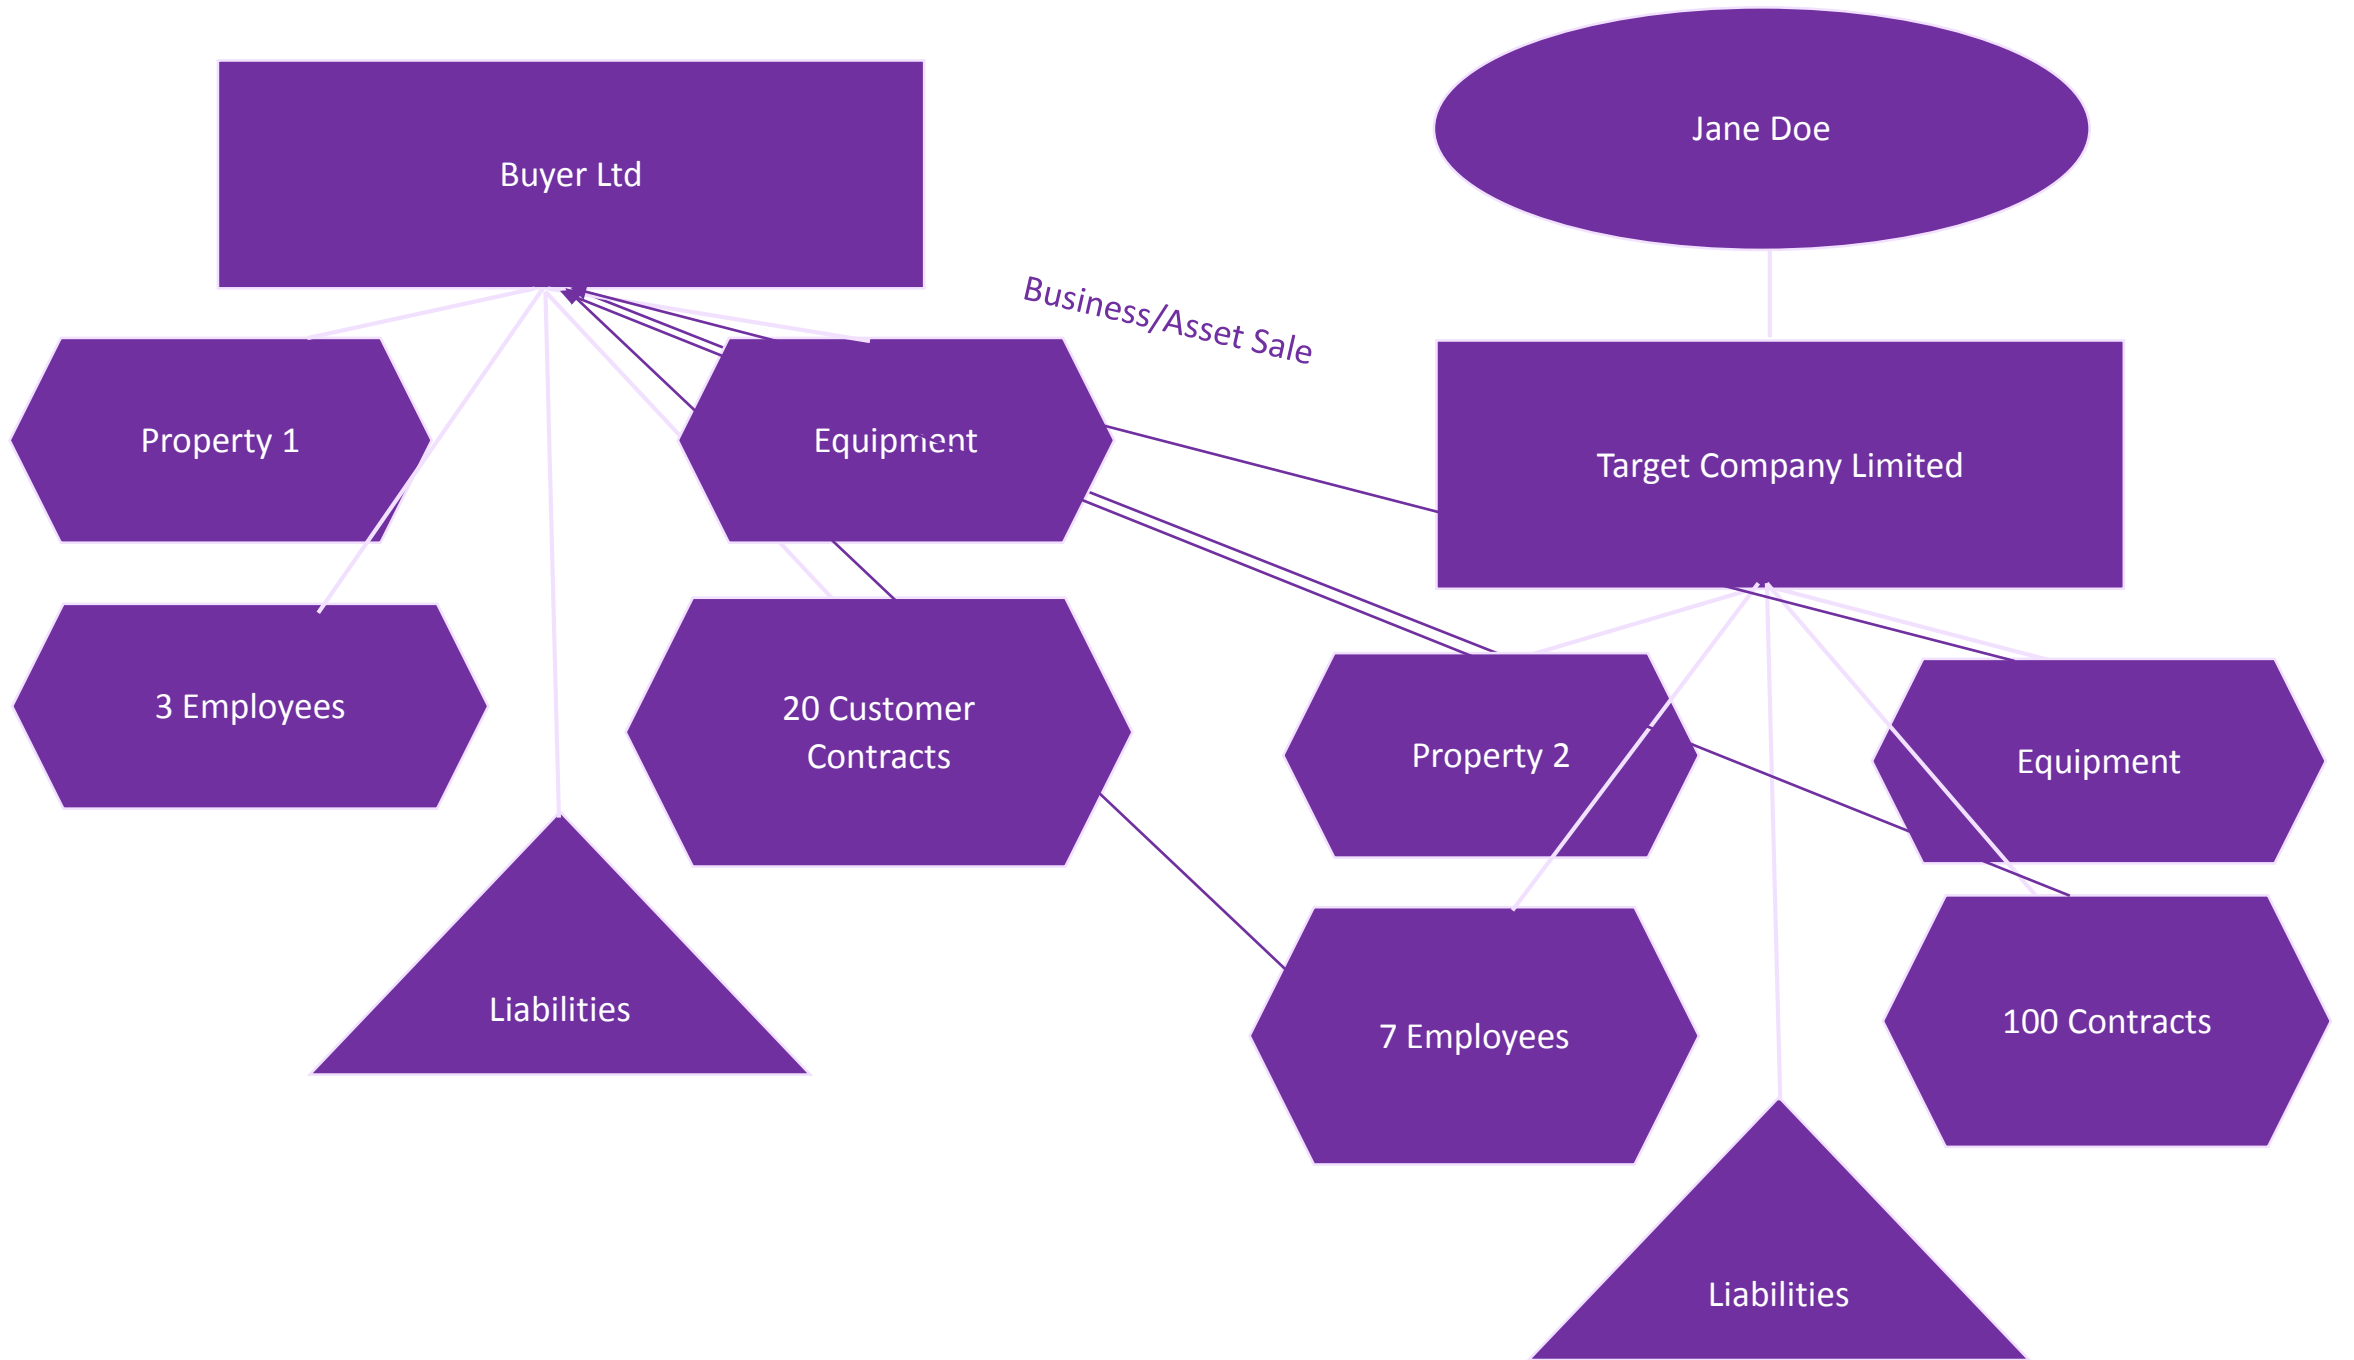 Jane Doe
Buyer Ltd
Business/Asset Sale
Property 1
Equipment
Target Company Limited
3 Employees
20 Customer
Contracts
Property 2
Equipment
Liabilities
7 Employees
100 Contracts
Liabilities